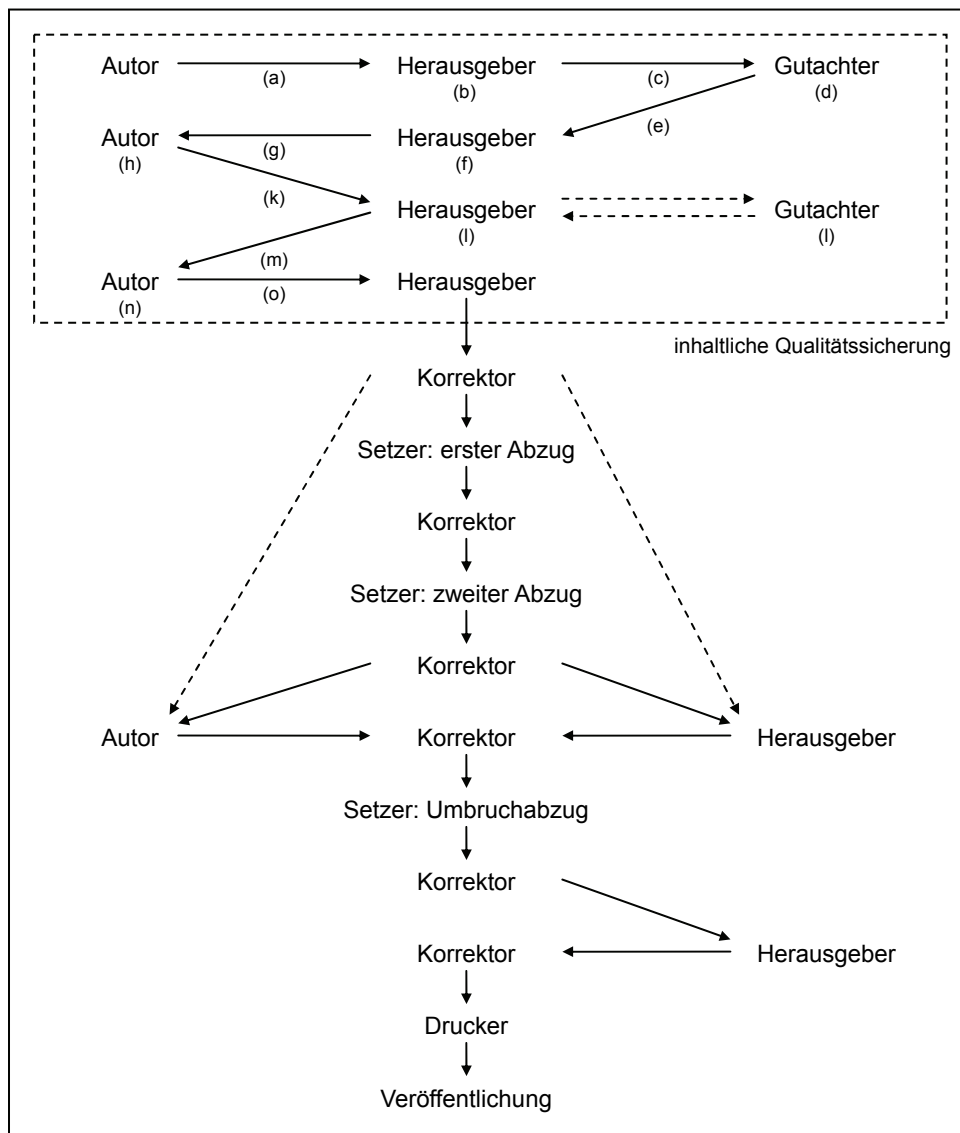 Autor Herausgeber Gutachter
(a) (b) (c) (d)
(e)
Autor Herausgeber
(h) (g) (f)
(k)
Herausgeber Gutachter
(l) (l)
(m)
Autor Herausgeber
(n) (o)
inhaltliche Qualitätssicherung
Korrektor
Setzer: erster Abzug
Korrektor
Setzer: zweiter Abzug
Korrektor
Autor Korrektor Herausgeber
Setzer: Umbruchabzug
Korrektor
Korrektor Herausgeber
Drucker
Veröffentlichung